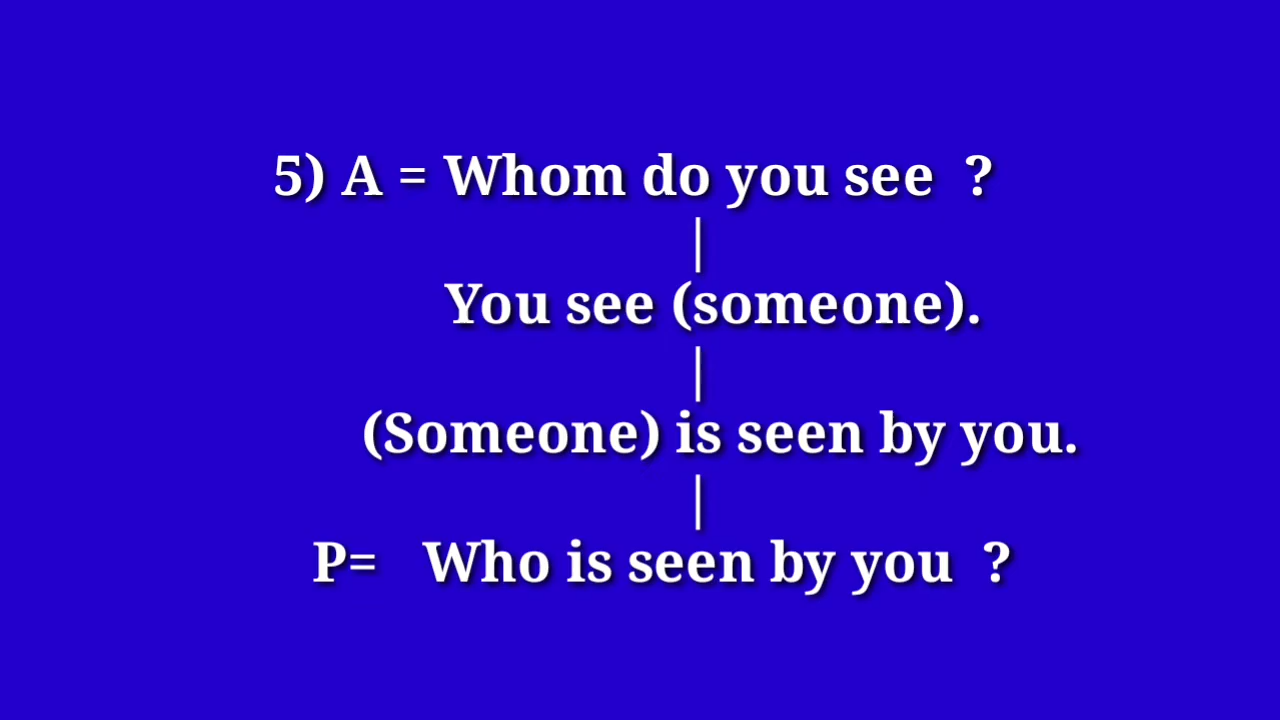 5) A = Whom do you see ?
|
You see (someone).
|
(Someone) is seen by you.
|
P= Who is seen by you ?